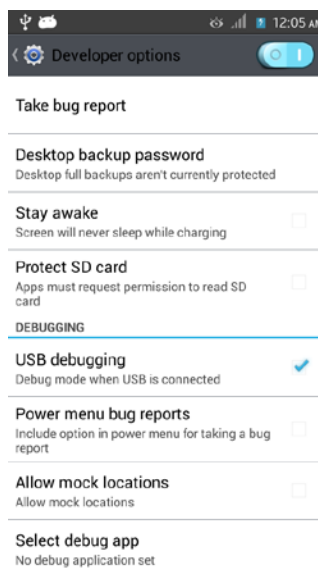 12:05 AM
Developer options
Take bug report
Desktop backup password
Desktop full backups aren't currently protected
Stay awake
Screen will never sleep while charging
Protect SD card
Apps must request permission to read SD
card
DEBUGGING
USB debugging
Debug mode when USB is connected
Power menu bug reports
Include option in power menu for taking a bug
report
Allow mock locations
Allow mock locations
Select debug app
No debug application set